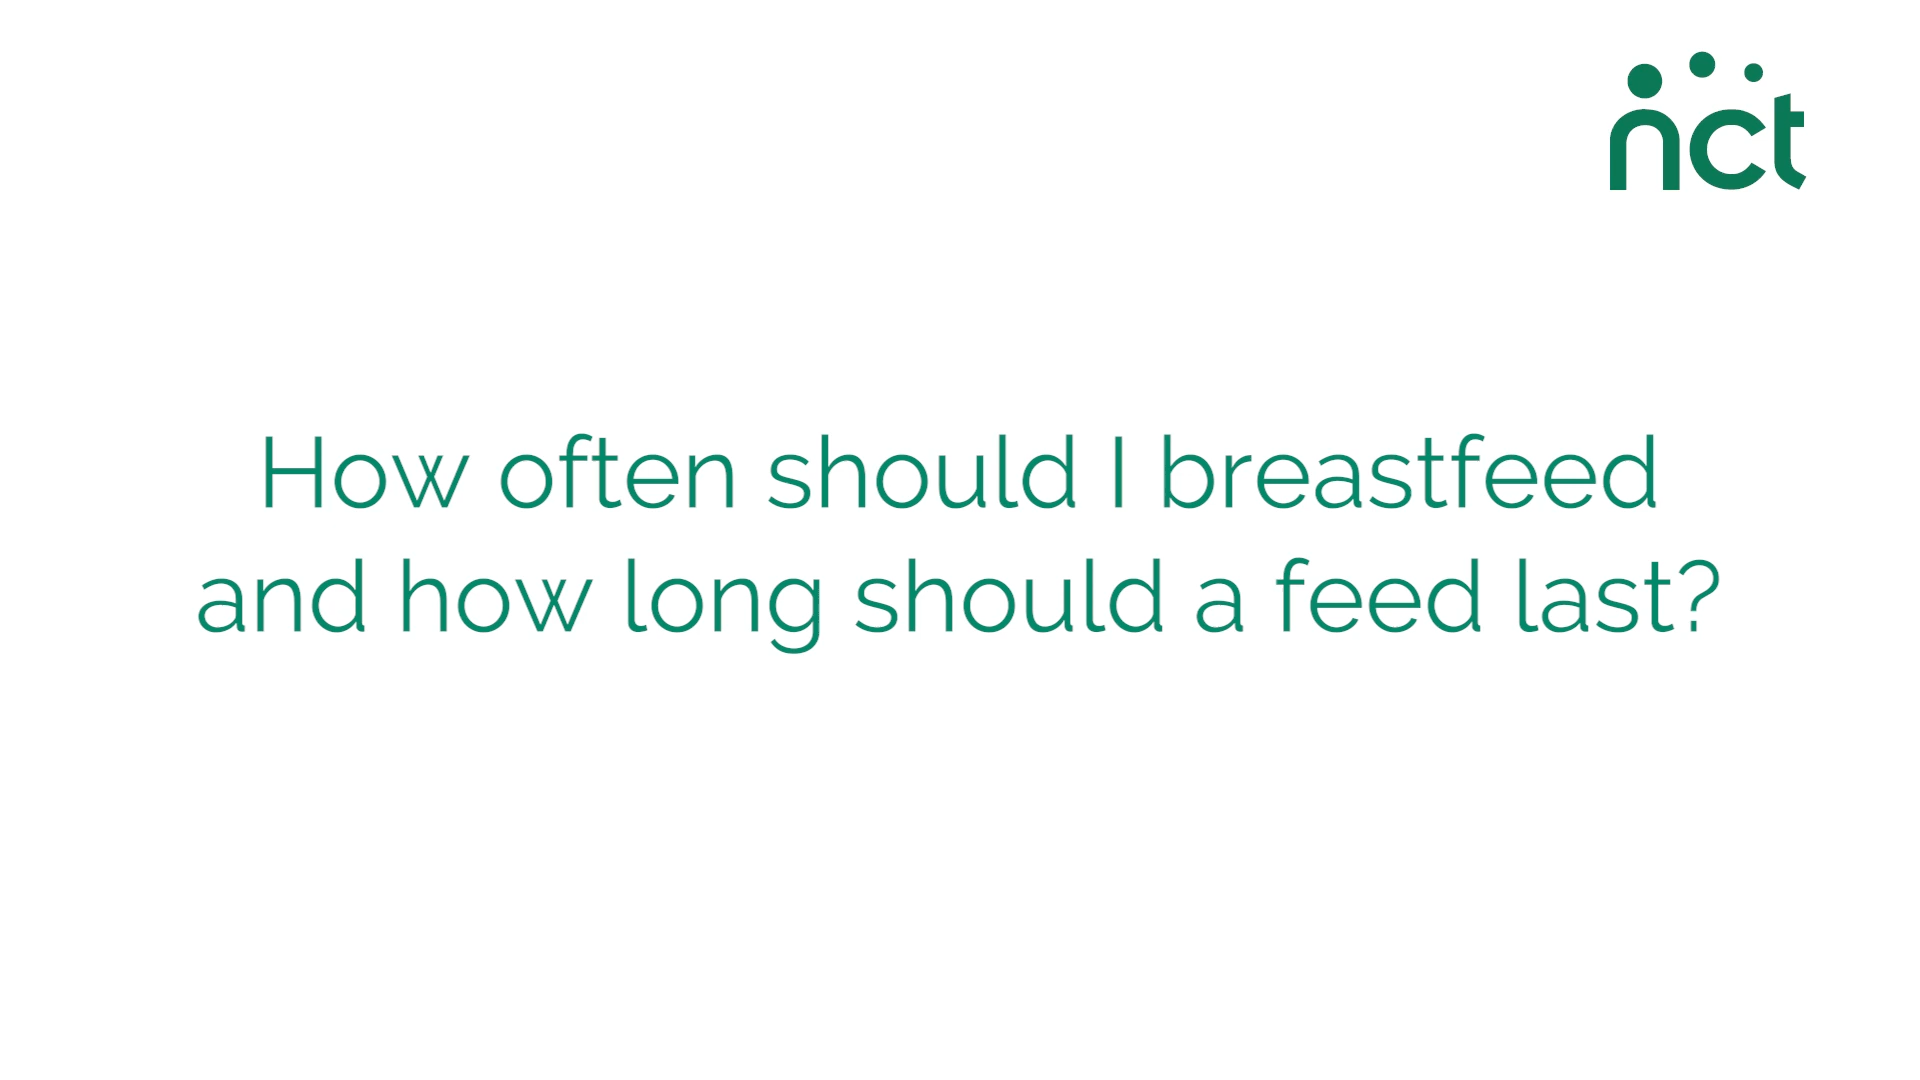 nct
How often should I breastfeed
and how long should a feed last?